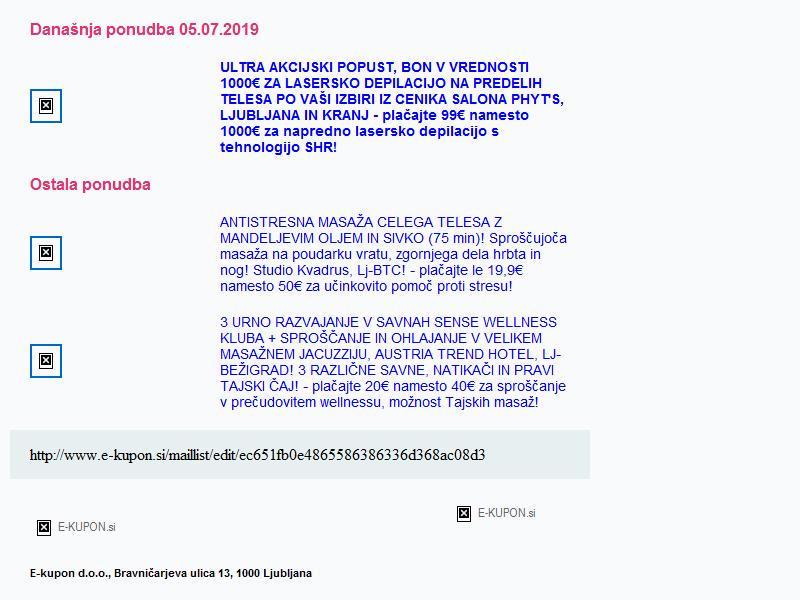 Današnja ponudba 05.07.2019
ULTRA AKCIJSKI POPUST, BON V VREDNOSTI
1000€ ZA LASERSKO DEPILACIJO NA PREDELIH
TELESA PO VAŠI IZBIRI IZ CENIKA SALONA PHYT'S,
LJUBLJANA IN KRANJ - plačajte 99€ namesto
1000€ za napredno lasersko depilacijo s
tehnologijo SHR!
Ostala ponudba
ANTISTRESNA MASAŽA CELEGA TELESA Z
MANDELJEVIM OLJEM IN SIVKO (75 min)! Sproščujoča
masaža na poudarku vratu, zgornjega dela hrbta in
nog! Studio Kvadrus, Lj-BTC! - plačajte le 19,9€
namesto 50€ za učinkovito pomoč proti stresu!
3 URNO RAZVAJANJE V SAVNAH SENSE WELLNESS
KLUBA + SPROŠČANJE IN OHLAJANJE V VELIKEM
MASAŽNEM JACUZZIJU, AUSTRIA TREND HOTEL, LJ-
BEŽIGRAD! 3 RAZLIČNE SAVNE, NATIKAČI IN PRAVI
TAJSKI ČAJ! - plačajte 20€ namesto 40€ za sproščanje
v prečudovitem wellnessu, možnost Tajskih masaž!
http://www.e-kupon.si/maillist/edit/ec651fb0e4865586386336d368ac08d3
E-KUPON.si
E-KUPON.si
E-kupon d.o.o., Bravničarjeva ulica 13, 1000 Ljubljana